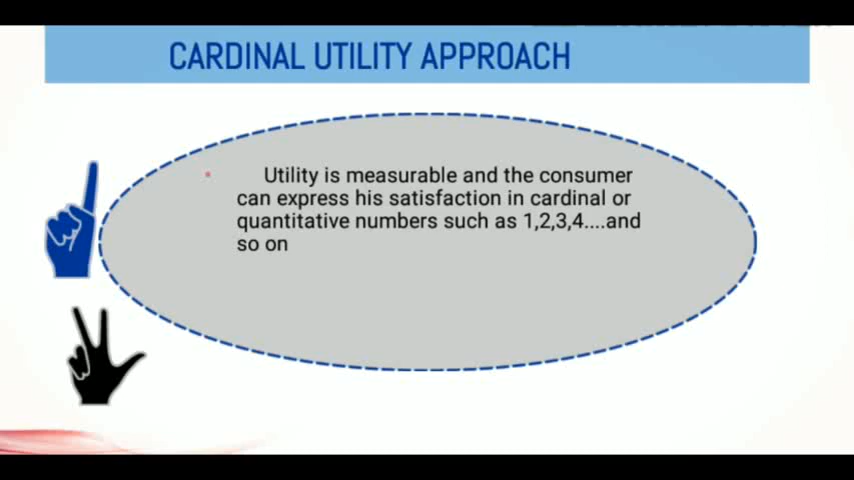 CARDINAL UTILITY APPROACH
Utility is measurable and the consumer
can express his satisfaction in cardinal or
quantitative numbers such as 1,2,3,4....and
so on